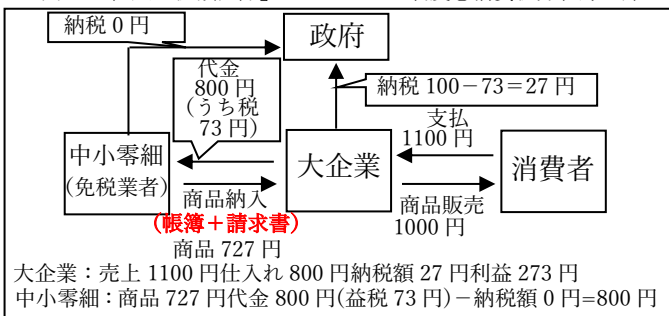 納税 0 円
政府
代金
800 円
(うち税
73 円)
納税 100－73＝27 円
支払
1100 円
中小零細
(免税業者)
大企業
消費者
商品納入
(帳簿＋請求書)
商品 727 円
商品販売
1000 円
大企業：売上 1100 円仕入れ 800 円納税額 27 円利益 273 円
中小零細：商品 727 円代金 800 円(益税 73 円)－納税額 0 円=800 円